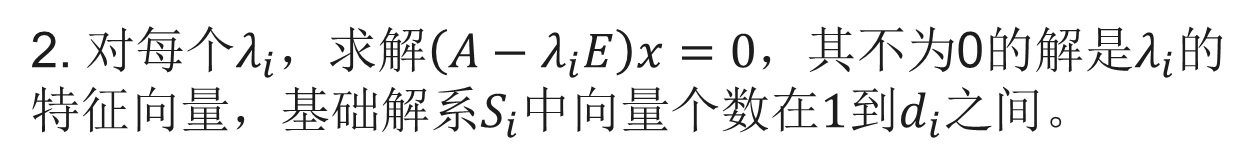 2. 对每个λᵢ，求解(A − λᵢE)x = 0，其不为0的解是λᵢ的
特征向量，基础解系Sᵢ中向量个数在1到dᵢ之间。